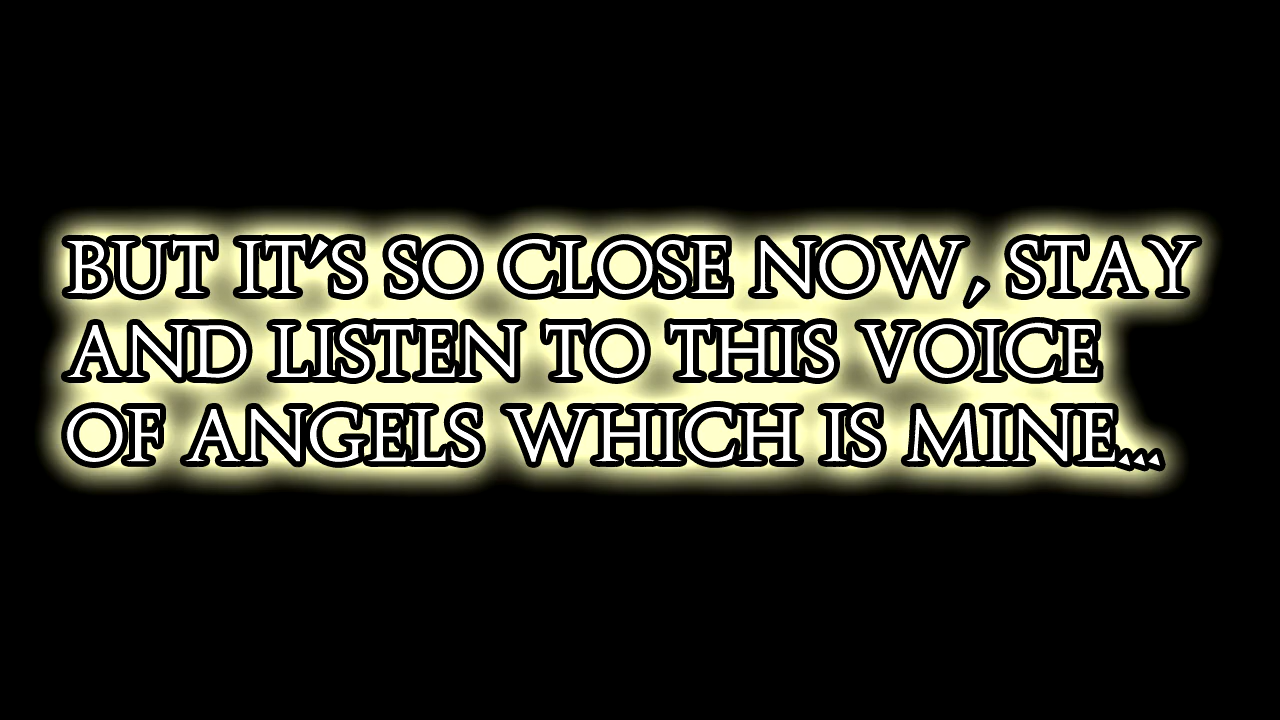 BUT IT'S SO CLOSE NOW, STAY
AND LISTEN TO THIS VOICE
OF ANGELS WHICH IS MINE...